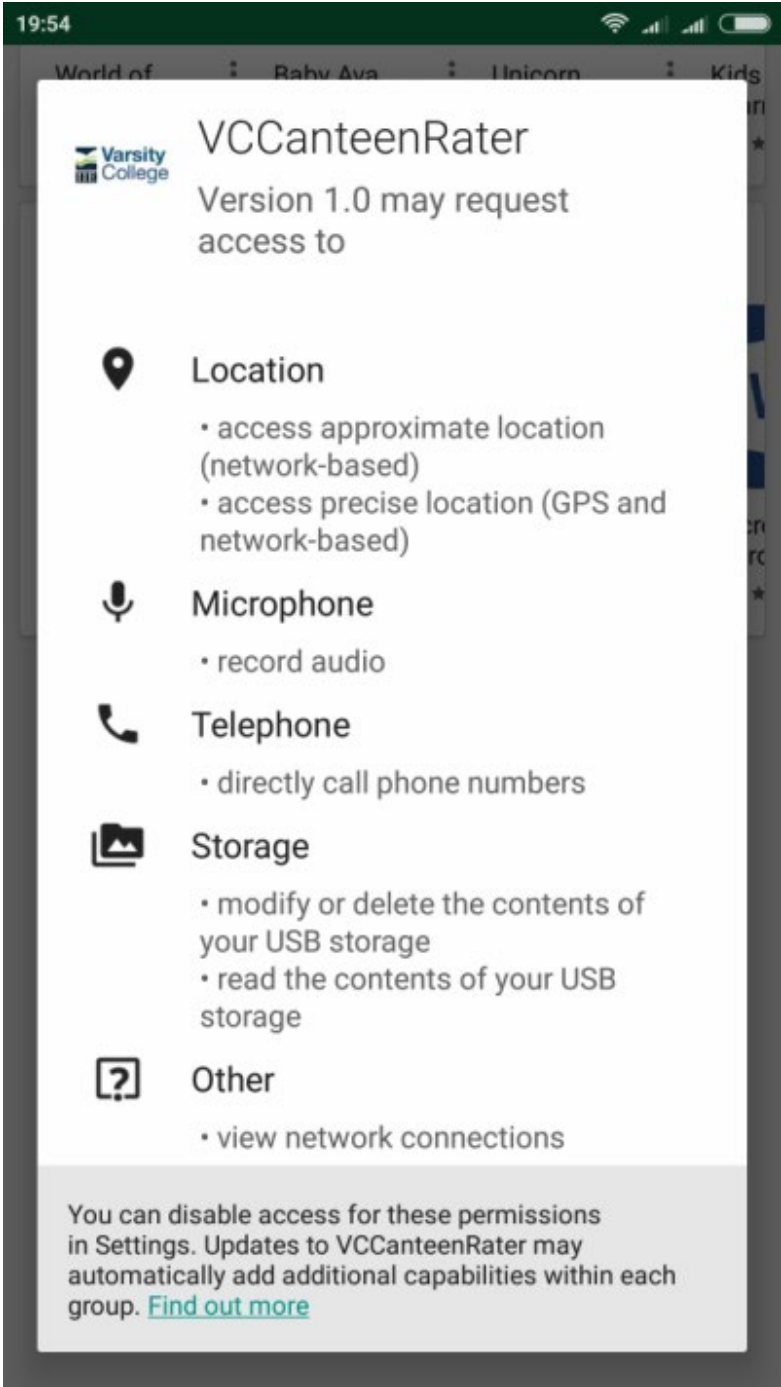 19:54
World of
Baby Ava
Unicorn
Kids
Varsity
College
VCCanteenRater
Version 1.0 may request
access to
Location
• access approximate location
(network-based)
• access precise location (GPS and
network-based)
Microphone
• record audio
Telephone
• directly call phone numbers
Storage
• modify or delete the contents of
your USB storage
• read the contents of your USB
storage
Other
• view network connections
You can disable access for these permissions
in Settings. Updates to VCCanteenRater may
automatically add additional capabilities within each
group. Find out more